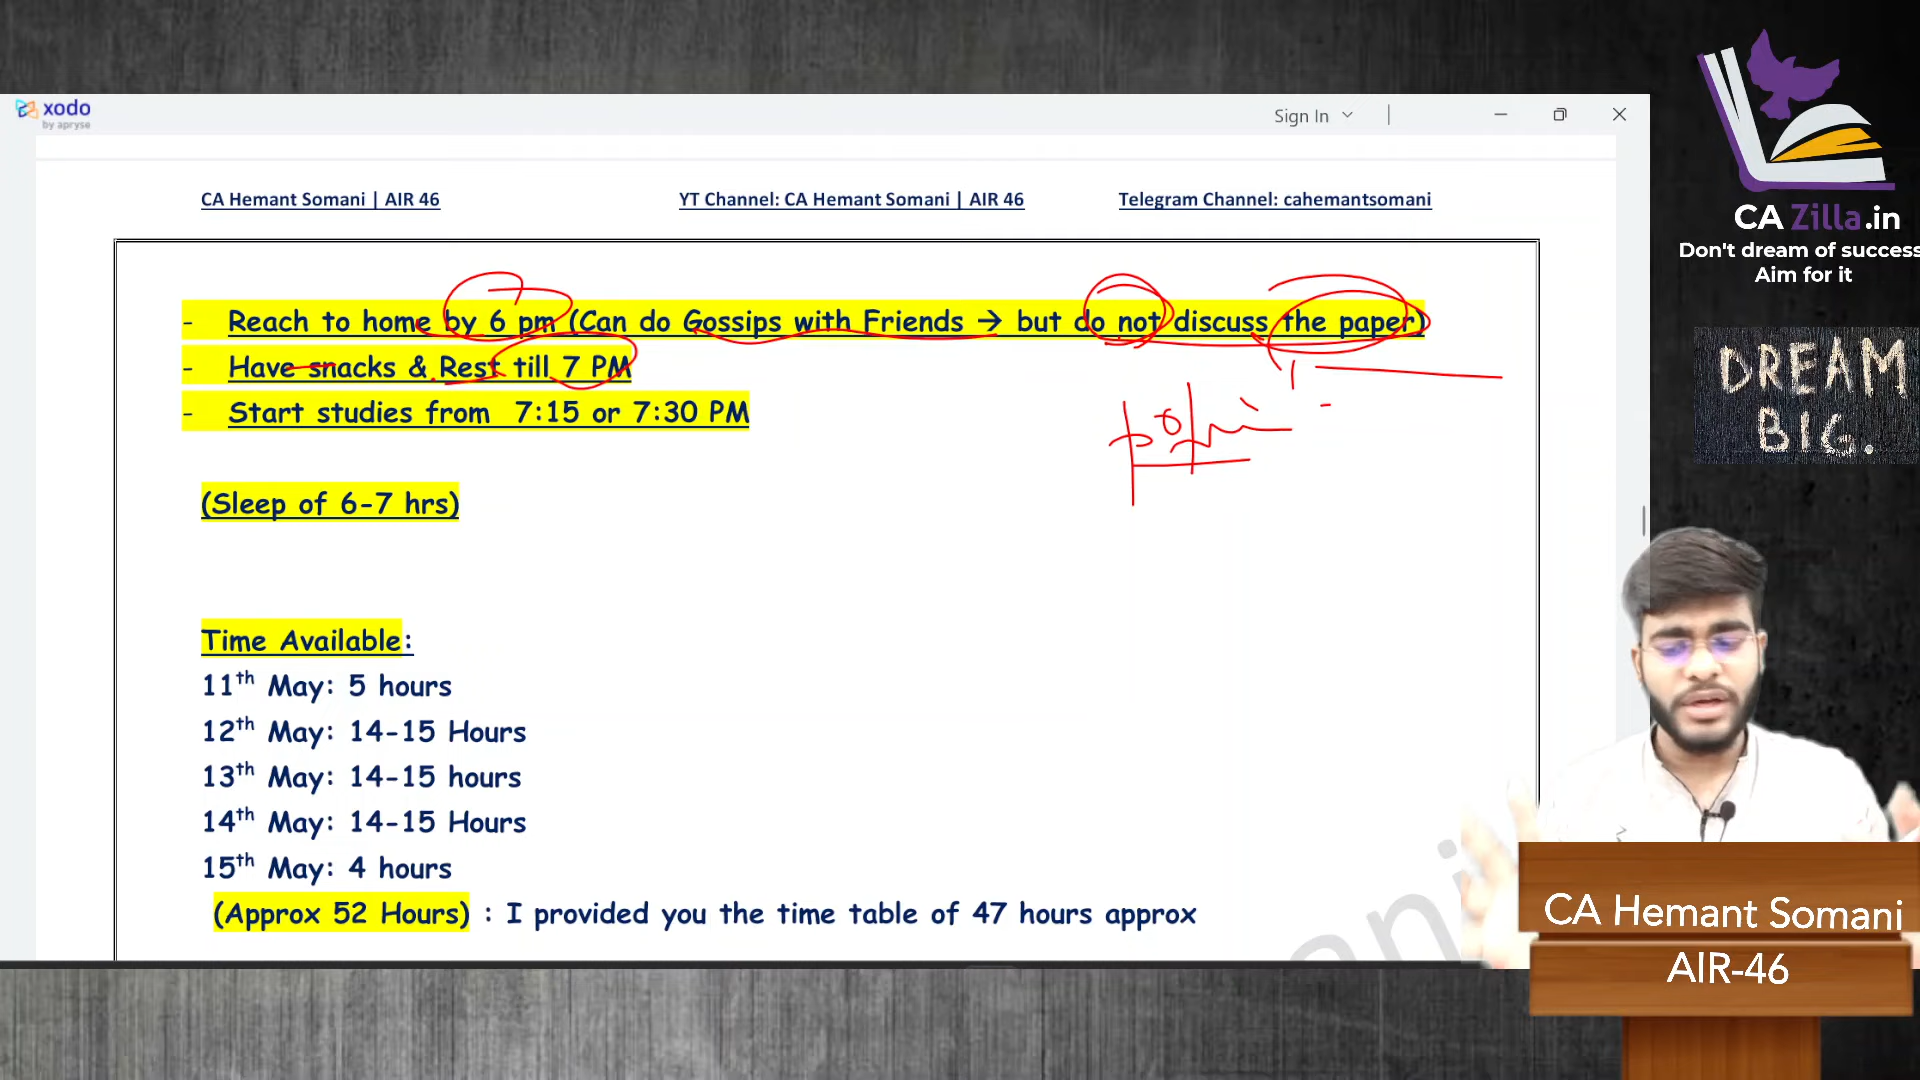 xodo
by apryse
Sign In
CA Hemant Somani | AIR 46
YT Channel: CA Hemant Somani | AIR 46
Telegram Channel: cahemantsomani
- Reach to home by 6 pm (Can do Gossips with Friends → but do not discuss the paper)
- Have snacks & Rest till 7 PM
- Start studies from 7:15 or 7:30 PM
(Sleep of 6-7 hrs)
Time Available:
11th May: 5 hours
12th May: 14-15 Hours
13th May: 14-15 hours
14th May: 14-15 Hours
15th May: 4 hours
(Approx 52 Hours) : I provided you the time table of 47 hours approx
CA Zilla.in
Don't dream of success
Aim for it
DREAM
BIG.
CA Hemant Somani
AIR-46